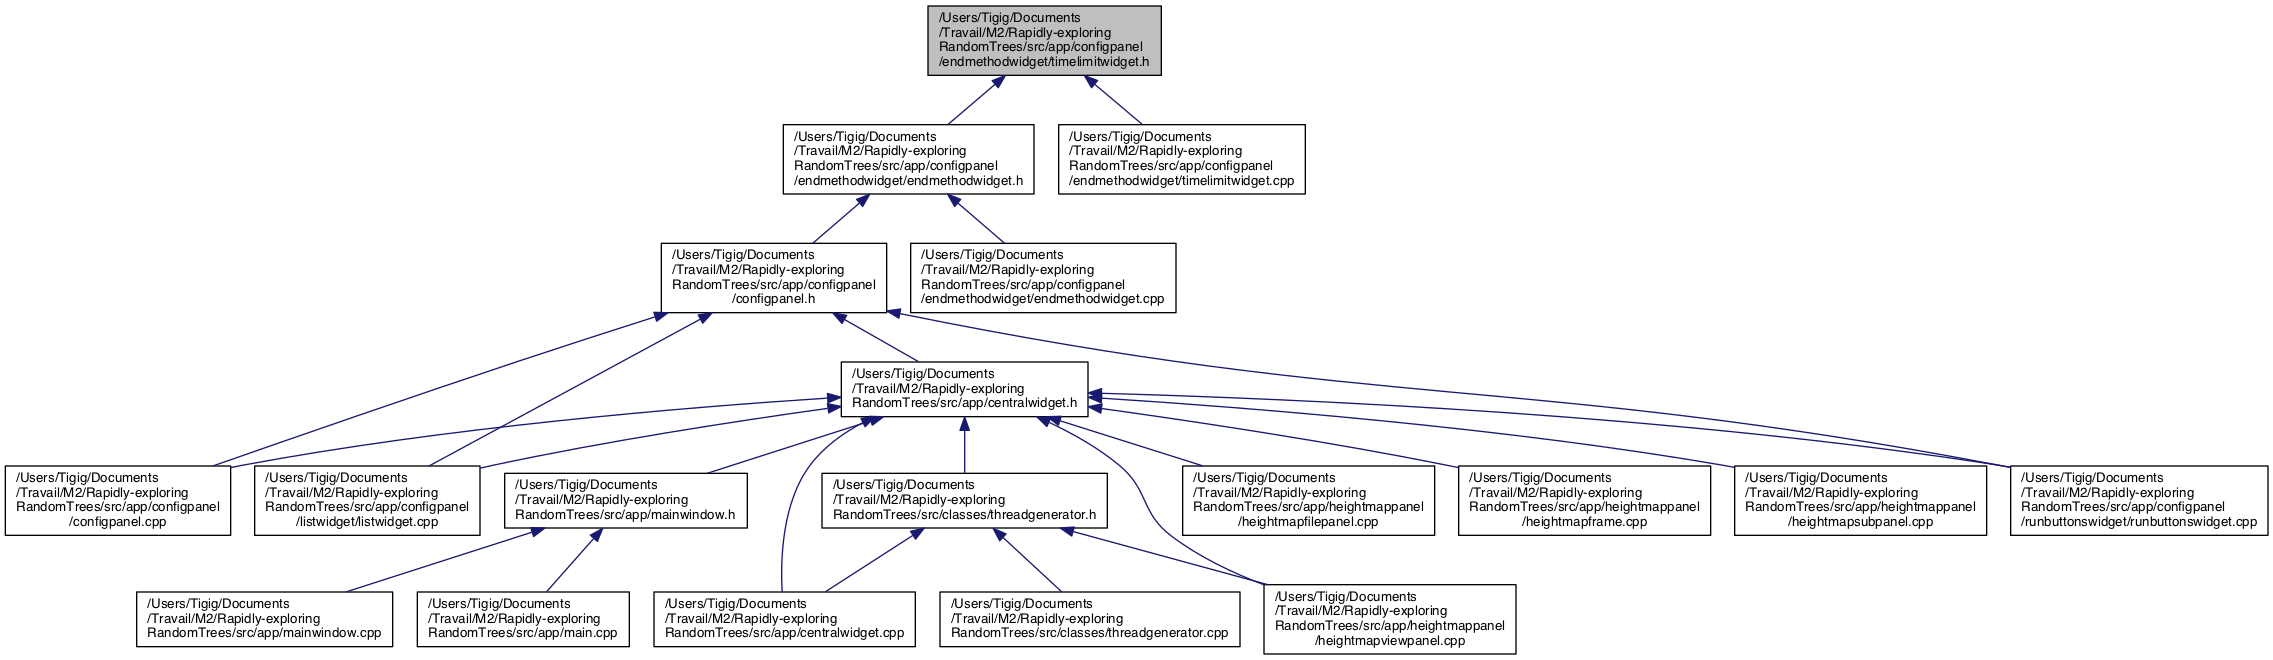 /Users/Tigig/Documents
/Travail/M2/Rapidly-exploring
RandomTrees/src/app/configpanel
/endmethodwidget/timelimitwidget.h
/Users/Tigig/Documents
/Travail/M2/Rapidly-exploring
RandomTrees/src/app/configpanel
/endmethodwidget/endmethodwidget.h
/Users/Tigig/Documents
/Travail/M2/Rapidly-exploring
RandomTrees/src/app/configpanel
/endmethodwidget/timelimitwidget.cpp
/Users/Tigig/Documents
/Travail/M2/Rapidly-exploring
RandomTrees/src/app/configpanel
/configpanel.h
/Users/Tigig/Documents
/Travail/M2/Rapidly-exploring
RandomTrees/src/app/configpanel
/endmethodwidget/endmethodwidget.cpp
/Users/Tigig/Documents
/Travail/M2/Rapidly-exploring
RandomTrees/src/app/centralwidget.h
/Users/Tigig/Documents
/Travail/M2/Rapidly-exploring
RandomTrees/src/app/configpanel
/configpanel.cpp
/Users/Tigig/Documents
/Travail/M2/Rapidly-exploring
RandomTrees/src/app/configpanel
/listwidget/listwidget.cpp
/Users/Tigig/Documents
/Travail/M2/Rapidly-exploring
RandomTrees/src/app/mainwindow.h
/Users/Tigig/Documents
/Travail/M2/Rapidly-exploring
RandomTrees/src/classes/threadgenerator.h
/Users/Tigig/Documents
/Travail/M2/Rapidly-exploring
RandomTrees/src/app/heightmappanel
/heightmapfilepanel.cpp
/Users/Tigig/Documents
/Travail/M2/Rapidly-exploring
RandomTrees/src/app/heightmappanel
/heightmapframe.cpp
/Users/Tigig/Documents
/Travail/M2/Rapidly-exploring
RandomTrees/src/app/heightmappanel
/heightmapsubpanel.cpp
/Users/Tigig/Documents
/Travail/M2/Rapidly-exploring
RandomTrees/src/app/configpanel
/runbuttonswidget/runbuttonswidget.cpp
/Users/Tigig/Documents
/Travail/M2/Rapidly-exploring
RandomTrees/src/app/mainwindow.cpp
/Users/Tigig/Documents
/Travail/M2/Rapidly-exploring
RandomTrees/src/app/main.cpp
/Users/Tigig/Documents
/Travail/M2/Rapidly-exploring
RandomTrees/src/app/centralwidget.cpp
/Users/Tigig/Documents
/Travail/M2/Rapidly-exploring
RandomTrees/src/classes/threadgenerator.cpp
/Users/Tigig/Documents
/Travail/M2/Rapidly-exploring
RandomTrees/src/app/heightmappanel
/heightmapviewpanel.cpp